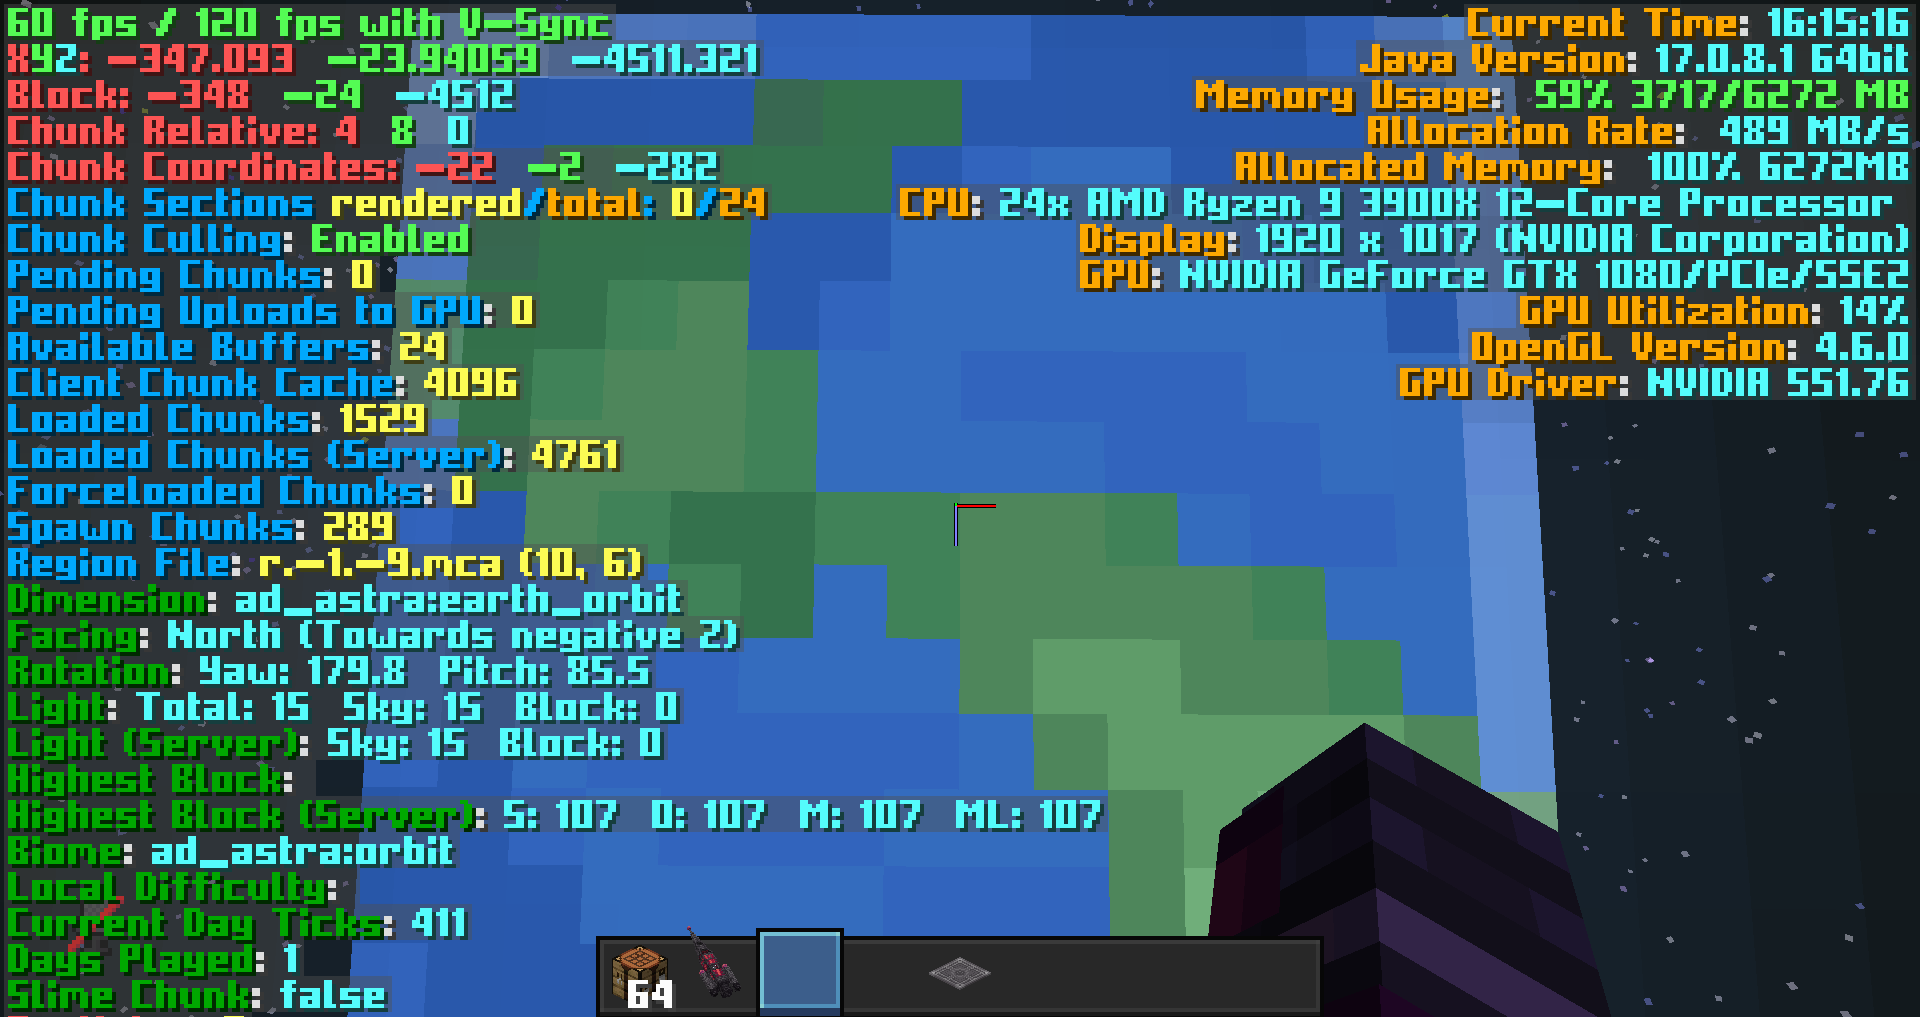 60 fps / 120 fps with V-Sync
XYZ: -347.093 -23.94059 -4511.321
Block: -348 -24 -4512
Chunk Relative: 4 8 0
Chunk Coordinates: -22 -2 -282
Chunk Sections rendered/total: 0/24
Chunk Culling: Enabled
Pending Chunks: 0
Pending Uploads to GPU: 0
Available Buffers: 24
Client Chunk Cache: 4096
Loaded Chunks: 1529
Loaded Chunks (Server): 4761
Forceloaded Chunks: 0
Spawn Chunks: 289
Region File: r.-1.-9.mca (10, 6)
Dimension: ad_astra:earth_orbit
Facing: North (Towards negative Z)
Rotation: Yaw: 179.8 Pitch: 85.5
Light: Total: 15 Sky: 15 Block: 0
Light (Server): Sky: 15 Block: 0
Highest Block:
Highest Block (Server): S: 107 O: 107 M: 107 ML: 107
Biome: ad_astra:orbit
Local Difficulty:
Current Day Ticks: 411
Days Played: 1
Slime Chunk: false
Current Time: 16:15:16
Java Version: 17.0.8.1 64bit
Memory Usage: 59% 3717/6272 MB
Allocation Rate: 489 MB/s
Allocated Memory: 100% 6272MB
CPU: 24x AMD Ryzen 9 3900X 12-Core Processor
Display: 1920 x 1017 (NVIDIA Corporation)
GPU: NVIDIA GeForce GTX 1080/PCIe/SSE2
GPU Utilization: 14%
OpenGL Version: 4.6.0
GPU Driver: NVIDIA 551.76
64